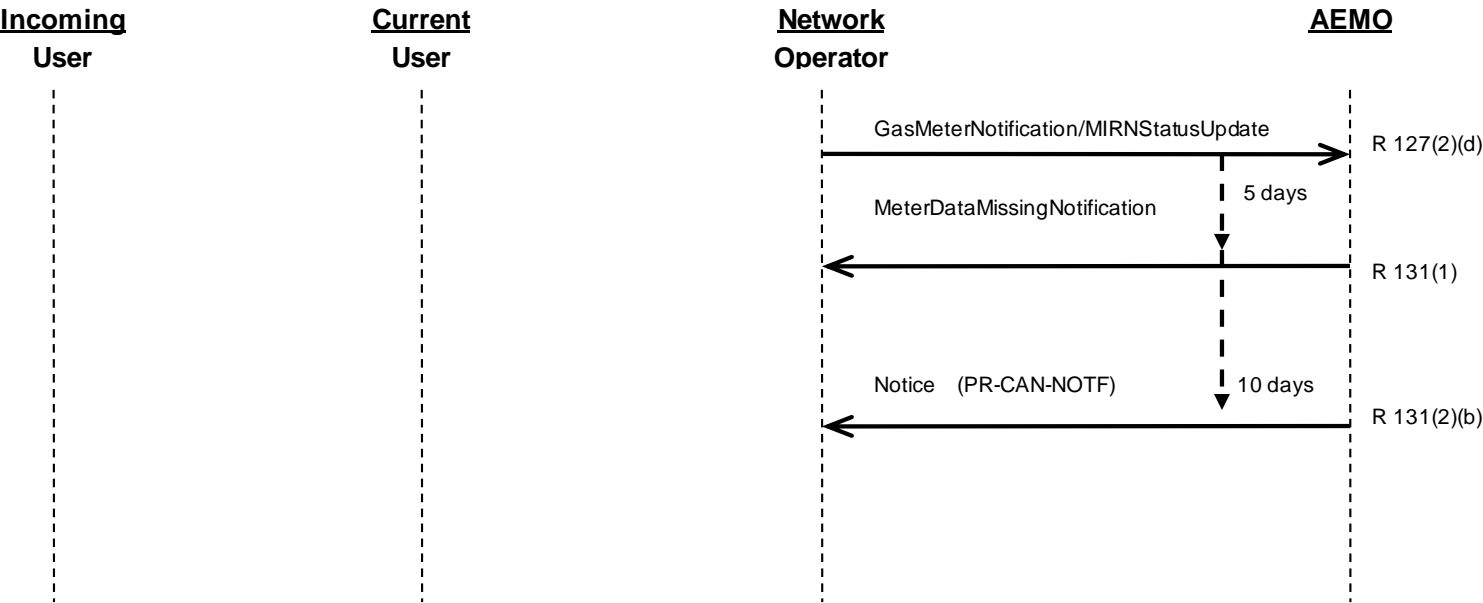 Incoming User
Current User
Network Operator
AEMO
GasMeterNotification/MIRNStatusUpdate
R 127(2)(d)
5 days
MeterDataMissingNotification
R 131(1)
Notice (PR-CAN-NOTF)
10 days
R 131(2)(b)